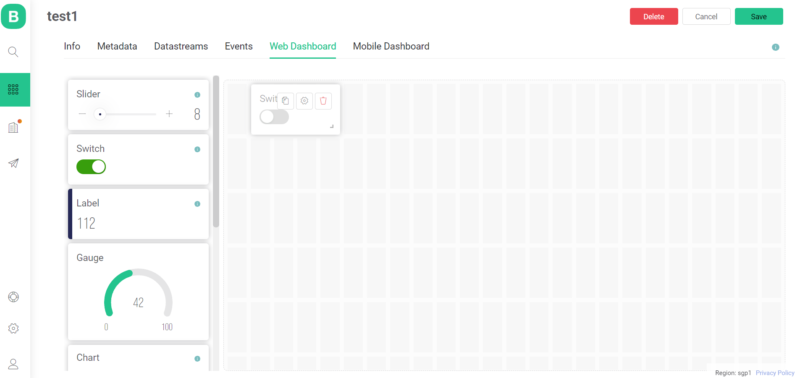 B
test1
Delete
Cancel
Save
Info
Metadata
Datastreams
Events
Web Dashboard
Mobile Dashboard
Slider
8
Switch
Label
112
Gauge
42
0
100
Chart
Swit
Region: sgp1
Privacy Policy